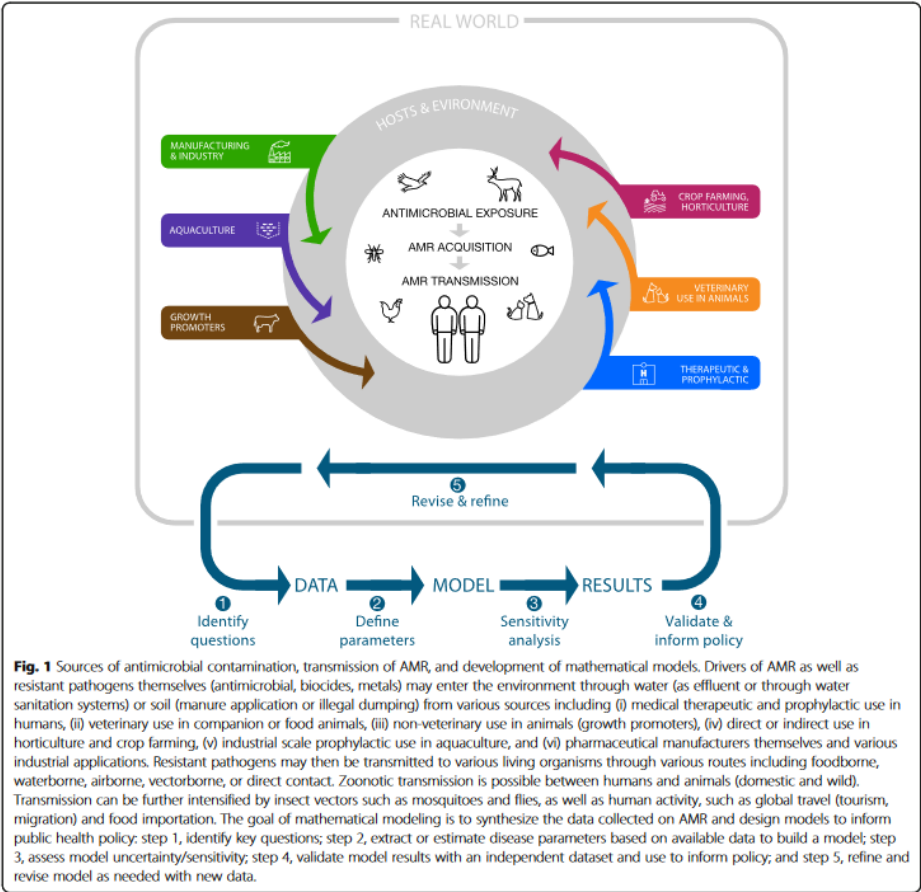 REAL WORLD
HOSTS & EVIRONMENT
MANUFACTURING
& INDUSTRY
AQUACULTURE
GROWTH
PROMOTERS
ANTIMICROBIAL EXPOSURE
AMR ACQUISITION
AMR TRANSMISSION
CROP FARMING,
HORTICULTURE
VETERINARY
USE IN ANIMALS
H
THERAPEUTIC &
PROPHYLACTIC
5
Revise & refine
DATA
MODEL
RESULTS
1
Identify
questions
2
Define
parameters
3
Sensitivity
analysis
4
Validate &
inform policy
Fig. 1 Sources of antimicrobial contamination, transmission of AMR, and development of mathematical models. Drivers of AMR as well as
resistant pathogens themselves (antimicrobial, biocides, metals) may enter the environment through water (as effluent or through water
sanitation systems) or soil (manure application or illegal dumping) from various sources including (i) medical therapeutic and prophylactic use in
humans, (ii) veterinary use in companion or food animals, (iii) non-veterinary use in animals (growth promoters), (iv) direct or indirect use in
horticulture and crop farming, (v) industrial scale prophylactic use in aquaculture, and (vi) pharmaceutical manufacturers themselves and various
industrial applications. Resistant pathogens may then be transmitted to various living organisms through various routes including foodborne,
waterborne, airborne, vectorborne, or direct contact. Zoonotic transmission is possible between humans and animals (domestic and wild).
Transmission can be further intensified by insect vectors such as mosquitoes and flies, as well as human activity, such as global travel (tourism,
migration) and food importation. The goal of mathematical modeling is to synthesize the data collected on AMR and design models to inform
public health policy: step 1, identify key questions; step 2, extract or estimate disease parameters based on available data to build a model; step
3, assess model uncertainty/sensitivity; step 4, validate model results with an independent dataset and use to inform policy; and step 5, refine and
revise model as needed with new data.